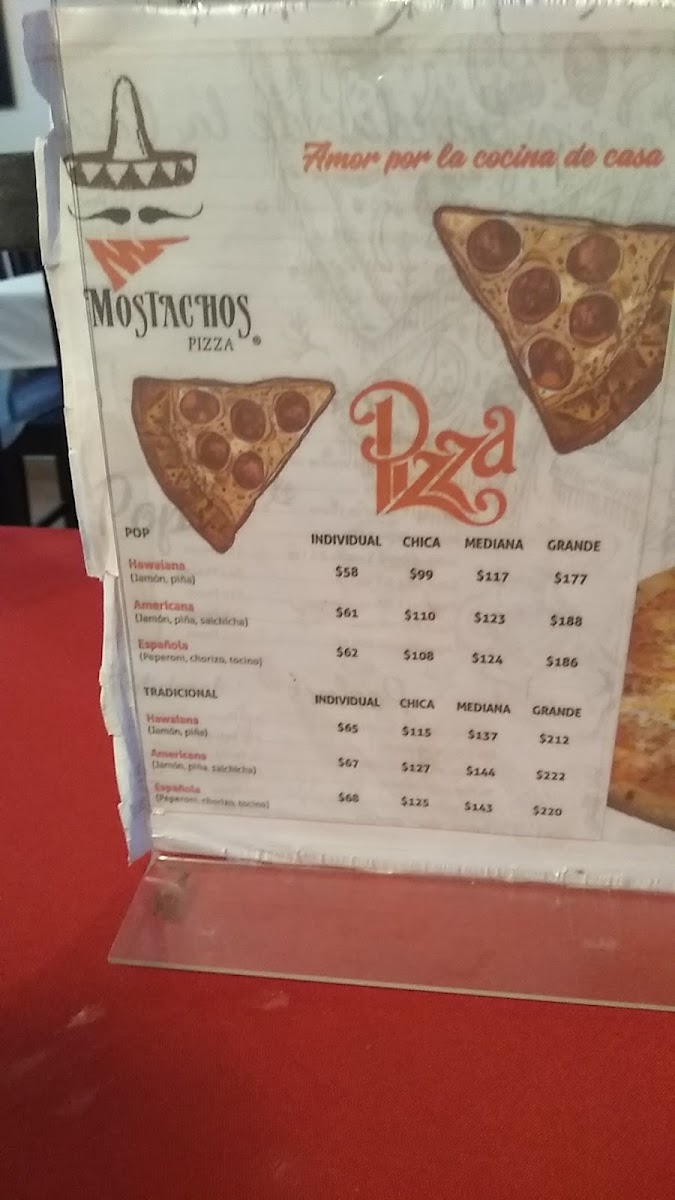 Amor por la cocina de casa
MOSTACHOS
PIZZA ®
Pizza
POP INDIVIDUAL CHICA MEDIANA GRANDE
Hawaiana $58 $99 $117 $177
(Jamón, piña)
Americana $61 $110 $123 $188
(Jamón, piña, salchicha)
Española $62 $108 $124 $186
(Peperoni, chorizo, tocino)
TRADICIONAL INDIVIDUAL CHICA MEDIANA GRANDE
Hawaiana $65 $115 $137 $212
(Jamón, piña)
Americana $67 $127 $144 $222
(Jamón, piña, salchicha)
Española $68 $125 $143 $220
(Peperoni, chorizo, tocino)